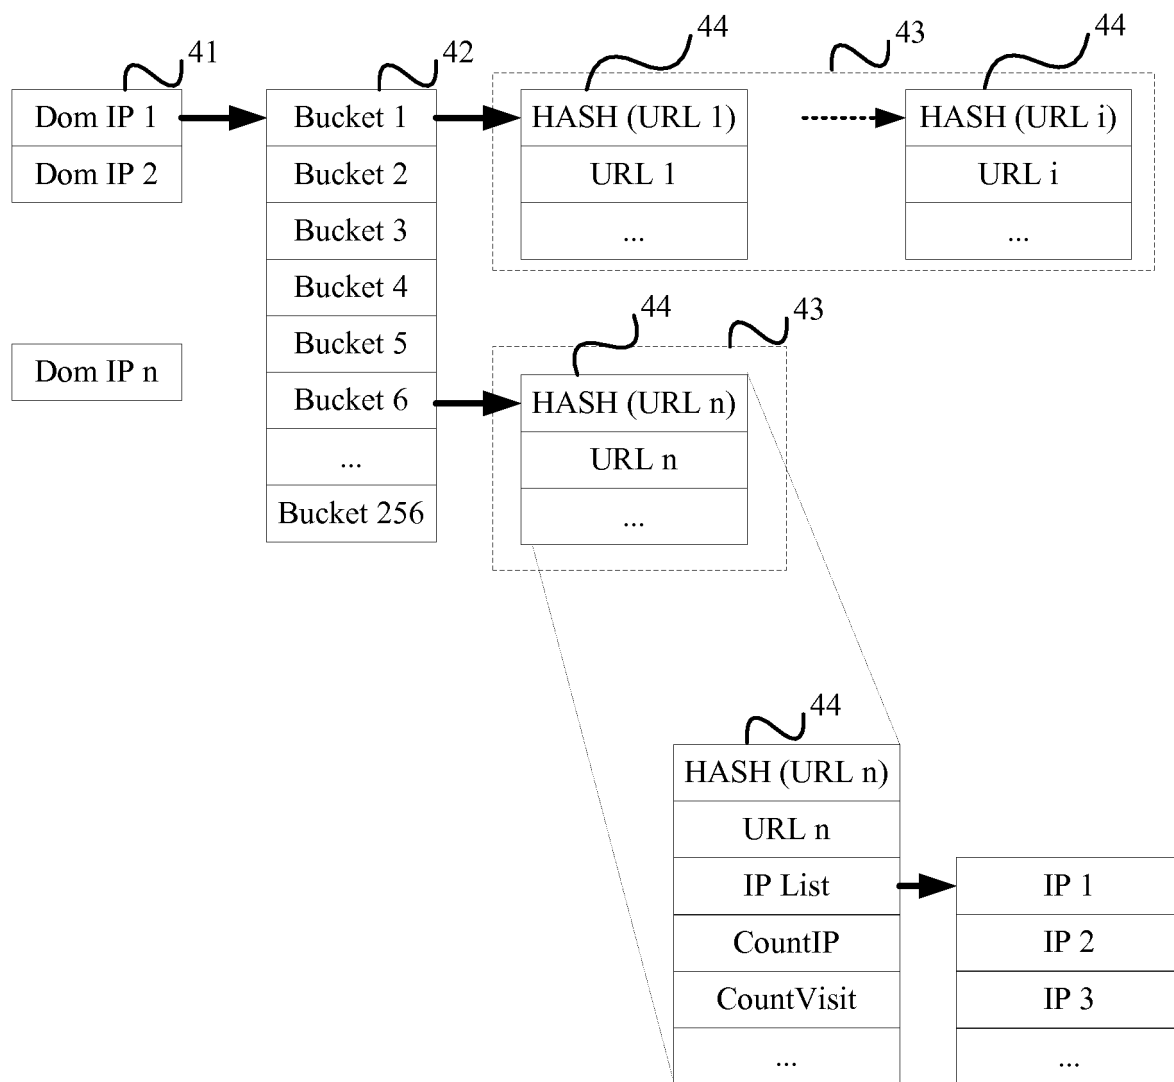 41
42
44
43
44
Dom IP 1
Dom IP 2
Dom IP n
Bucket 1
Bucket 2
Bucket 3
Bucket 4
Bucket 5
Bucket 6
...
Bucket 256
HASH (URL 1)
URL 1
...
HASH (URL i)
URL i
...
44
43
HASH (URL n)
URL n
...
44
HASH (URL n)
URL n
IP List
CountIP
CountVisit
...
IP 1
IP 2
IP 3
...